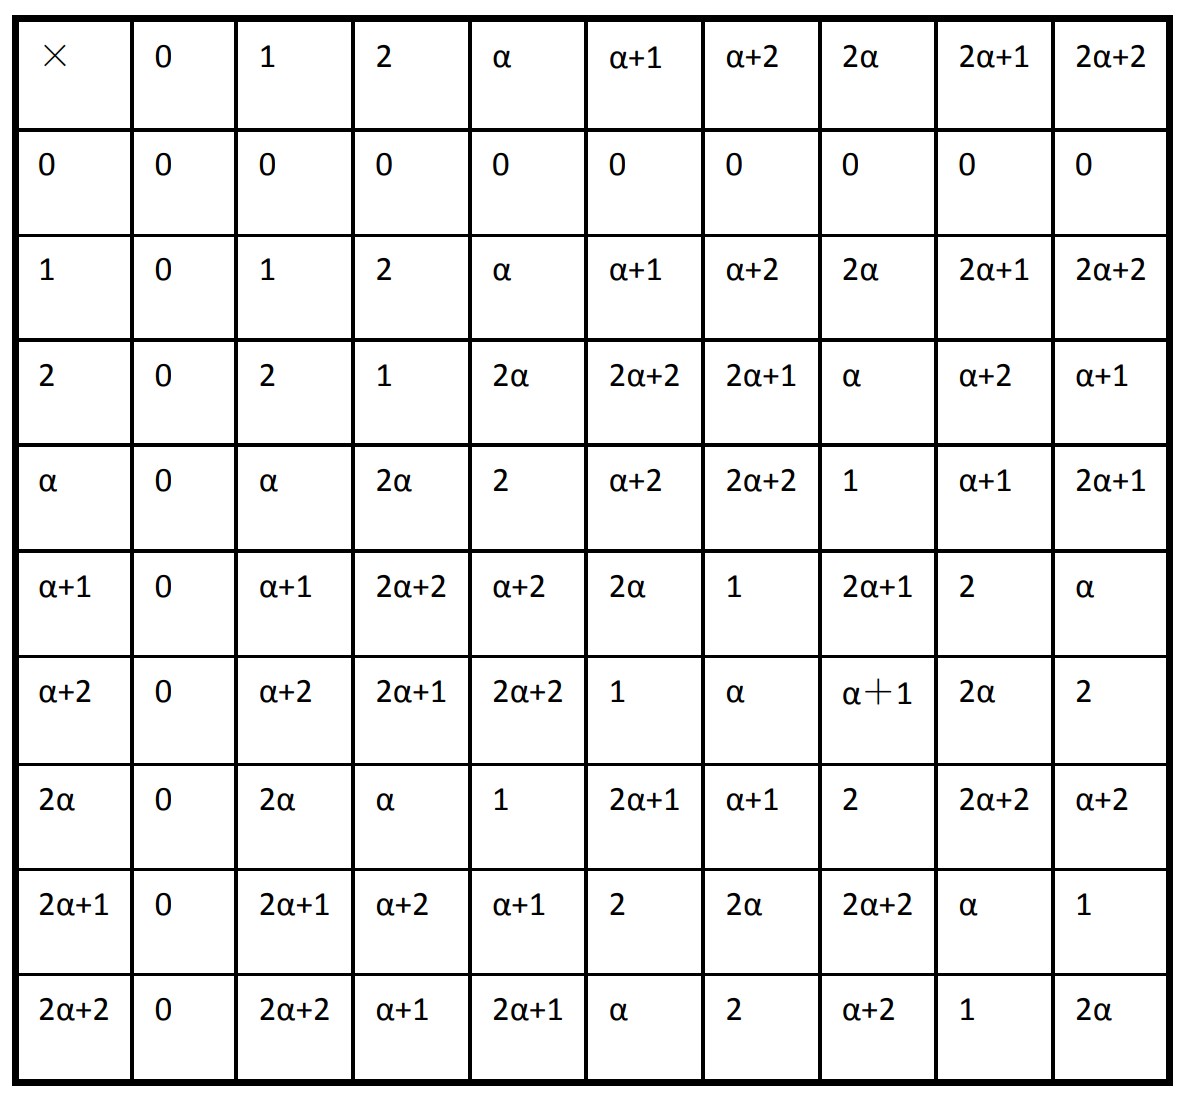 × 0 1 2 α α+1 α+2 2α 2α+1 2α+2
0 0 0 0 0 0 0 0 0 0
1 0 1 2 α α+1 α+2 2α 2α+1 2α+2
2 0 2 1 2α 2α+2 2α+1 α α+2 α+1
α 0 α 2α 2 α+2 2α+2 1 α+1 2α+1
α+1 0 α+1 2α+2 α+2 2α 1 2α+1 2 α
α+2 0 α+2 2α+1 2α+2 1 α α+1 2α 2
2α 0 2α α 1 2α+1 α+1 2 2α+2 α+2
2α+1 0 2α+1 α+2 α+1 2 2α 2α+2 α 1
2α+2 0 2α+2 α+1 2α+1 α 2 α+2 1 2α